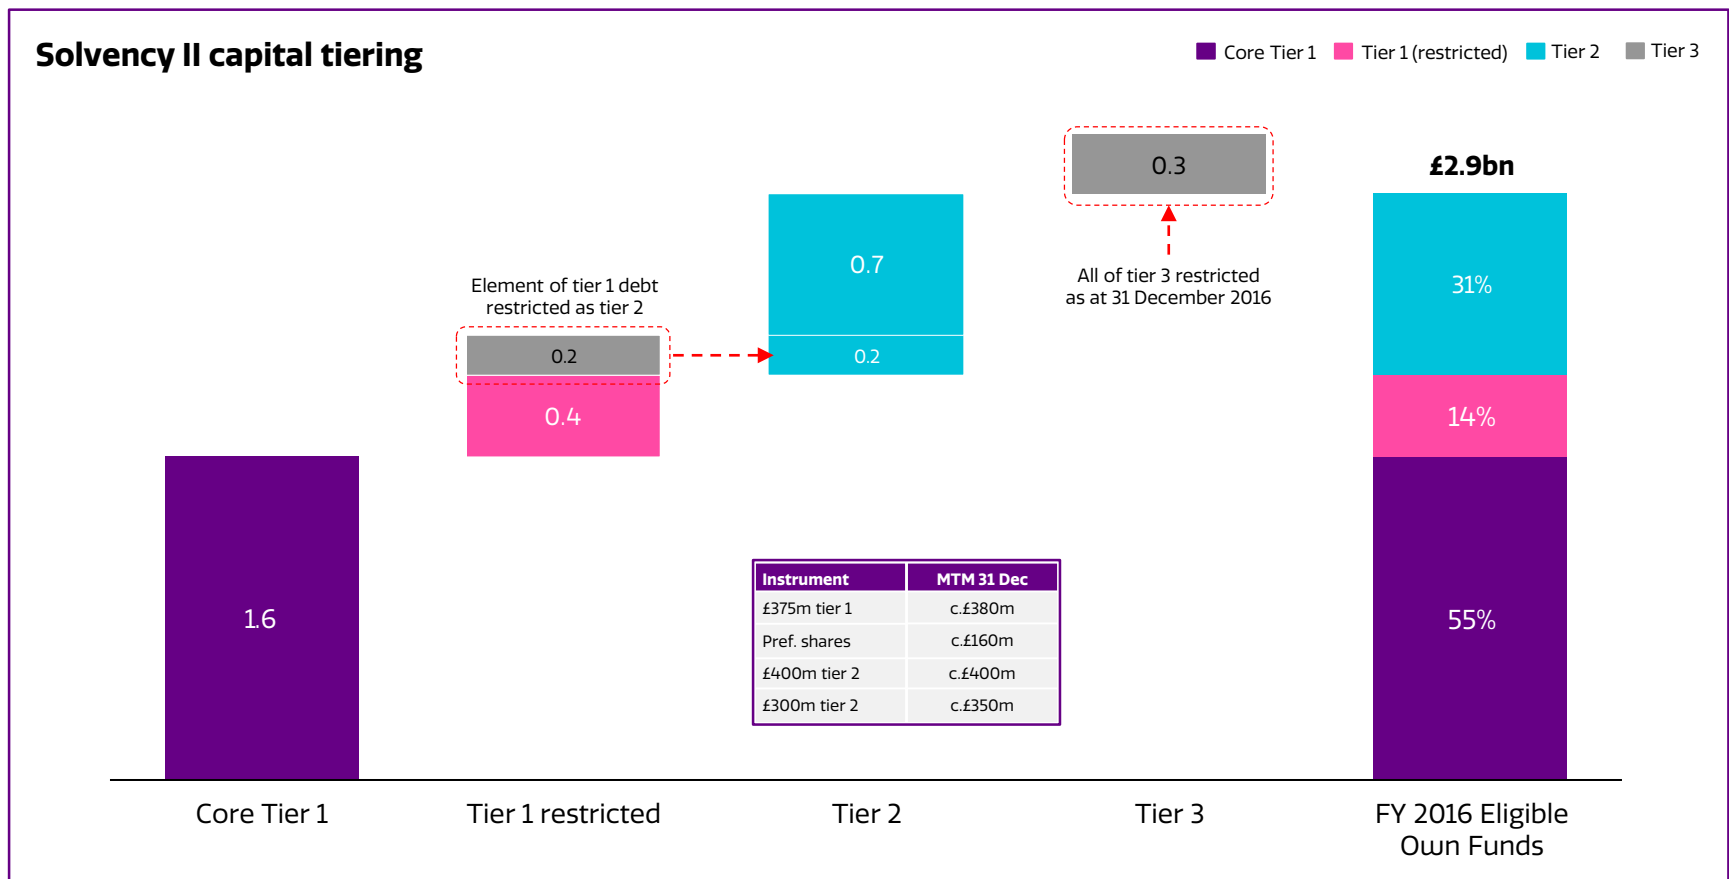 Solvency II capital tiering
Core Tier 1
Tier 1 (restricted)
Tier 2
Tier 3
0.3
£2.9bn
0.7
Element of tier 1 debt
restricted as tier 2
All of tier 3 restricted
as at 31 December 2016
31%
0.2
0.2
0.4
14%
1.6
55%
Instrument MTM 31 Dec
£375m tier 1 c.£380m
Pref. shares c.£160m
£400m tier 2 c.£400m
£300m tier 2 c.£350m
Core Tier 1
Tier 1 restricted
Tier 2
Tier 3
FY 2016 Eligible
Own Funds